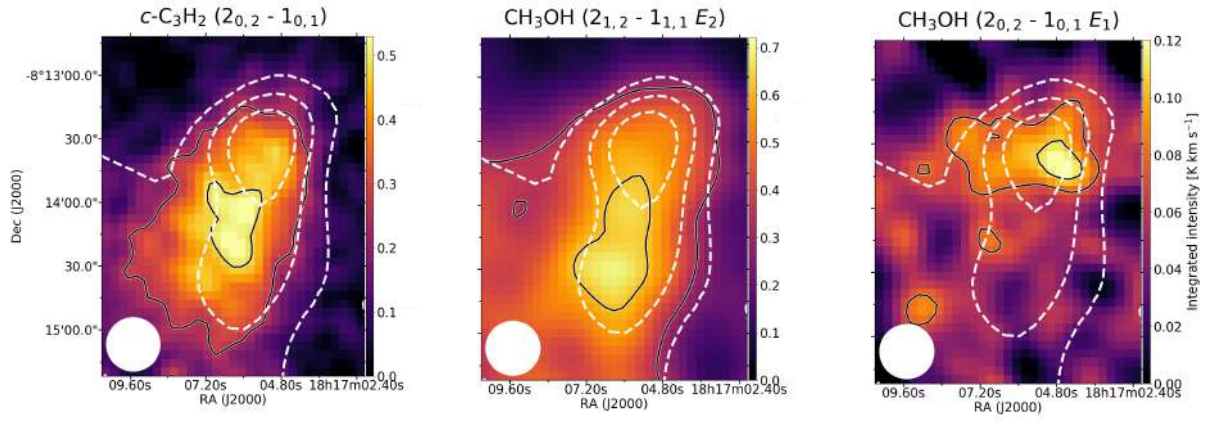 c-C3H2 (2₀,₂ - 1₀,₁)
CH3OH (2₁,₂ - 1₁,₁ E₂)
CH3OH (2₀,₂ - 1₀,₁ E₁)
Dec (J2000)
-8°13'00.0"
30.0"
14'00.0"
30.0"
15'00.0"
09.60s 07.20s 04.80s 18h17m02.40s
RA (J2000)
0.5
0.4
0.3
0.2
0.1
0.0
09.60s 07.20s 04.80s 18h17m02.40s
RA (J2000)
0.7
0.6
0.5
0.4
0.3
0.2
0.1
0.0
09.60s 07.20s 04.80s 18h17m02.40s
RA (J2000)
0.12
0.10
0.08
0.06
0.04
0.02
0.00
Integrated intensity [K km s⁻¹]